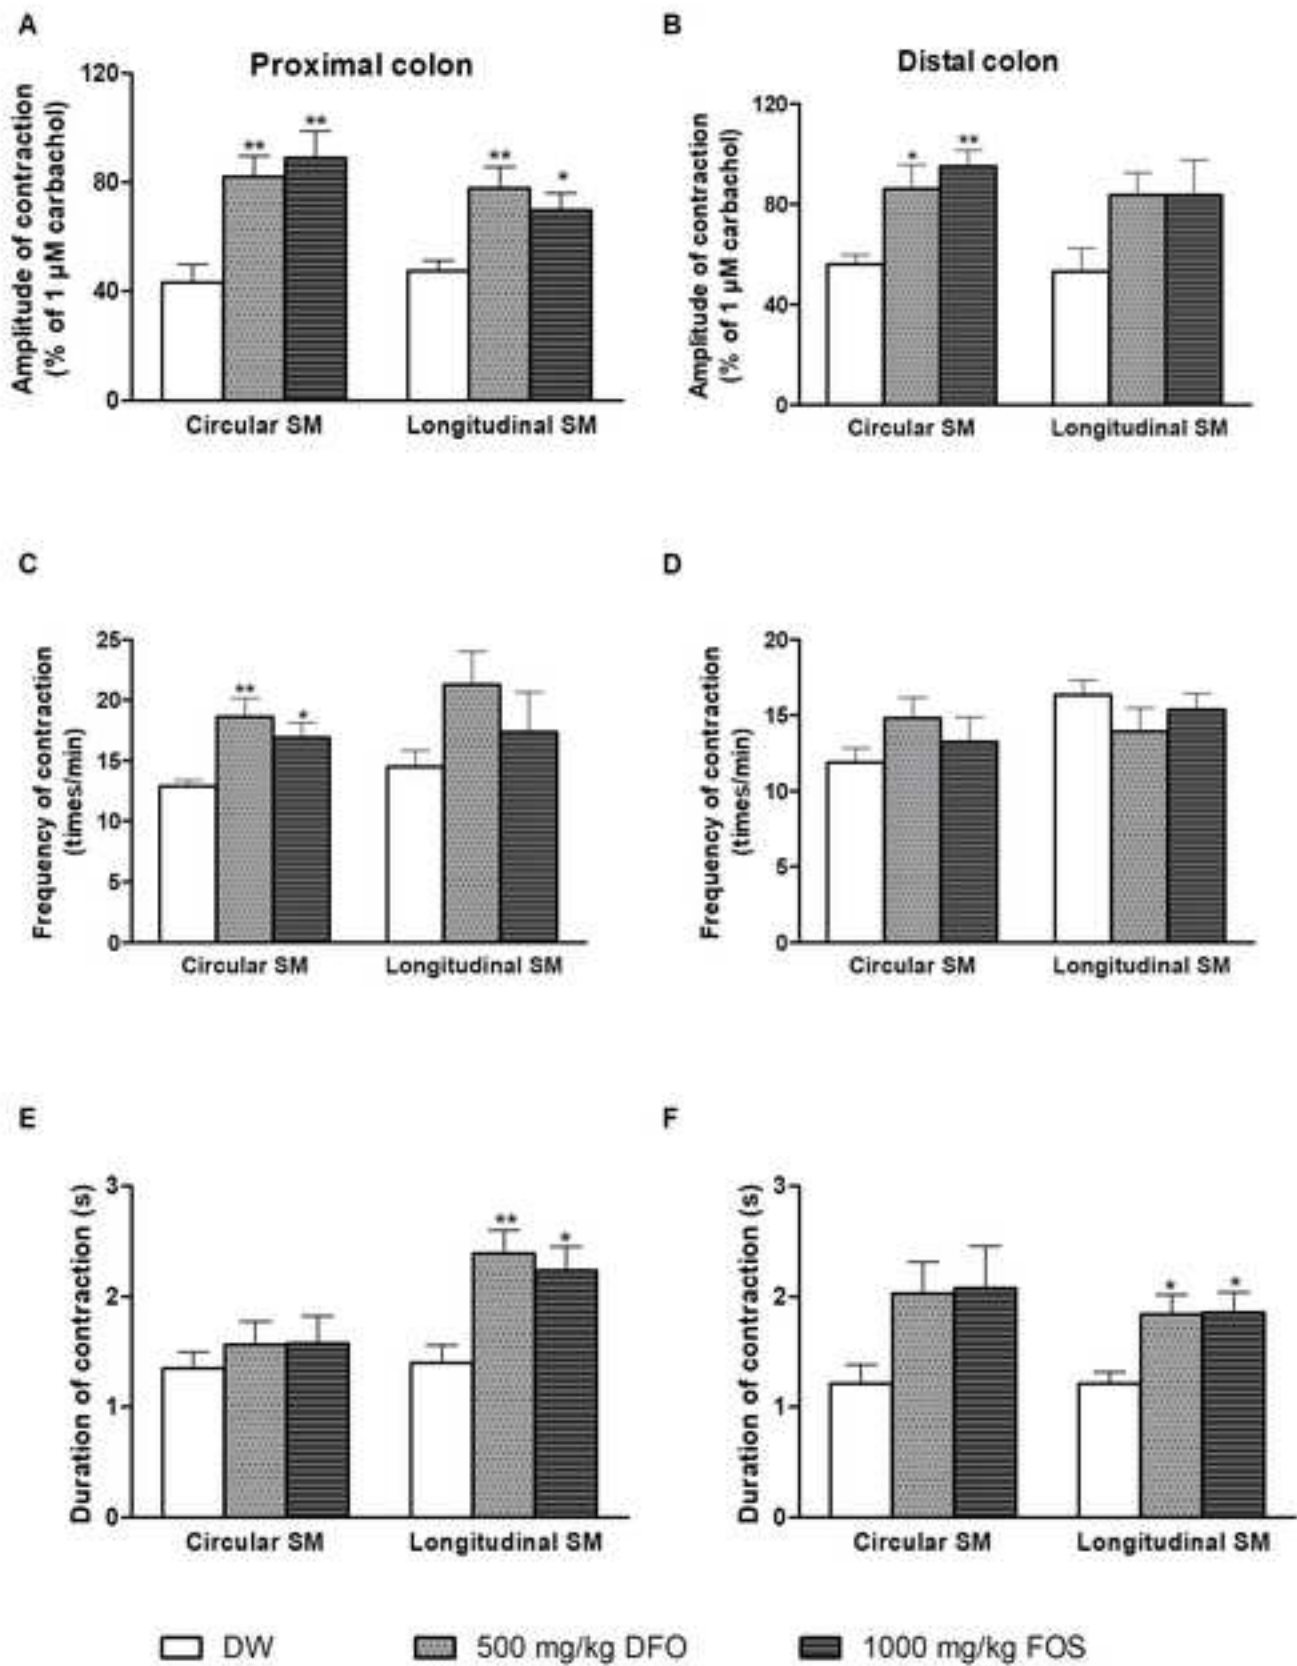 A
Proximal colon
Amplitude of contraction
(% of 1 µM carbachol)
120
80
40
0
**
**
**
*
Circular SM
Longitudinal SM
B
Distal colon
Amplitude of contraction
(% of 1 µM carbachol)
120
80
40
0
*
**
Circular SM
Longitudinal SM
C
Frequency of contraction
(times/min)
25
20
15
10
5
0
**
*
Circular SM
Longitudinal SM
D
Frequency of contraction
(times/min)
20
15
10
5
0
Circular SM
Longitudinal SM
E
Duration of contraction (s)
3
2
1
0
**
*
Circular SM
Longitudinal SM
F
Duration of contraction (s)
3
2
1
0
*
*
Circular SM
Longitudinal SM
DW
500 mg/kg DFO
1000 mg/kg FOS